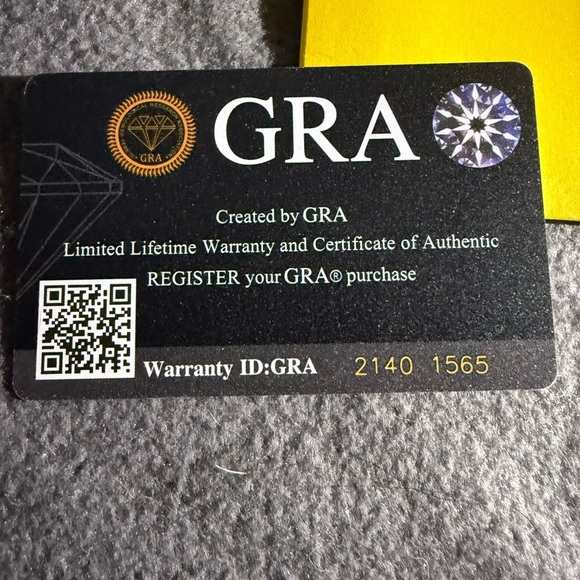 GRA
GRA
Created by GRA
Limited Lifetime Warranty and Certificate of Authentic
REGISTER your GRA® purchase
Warranty ID:GRA 2140 1565